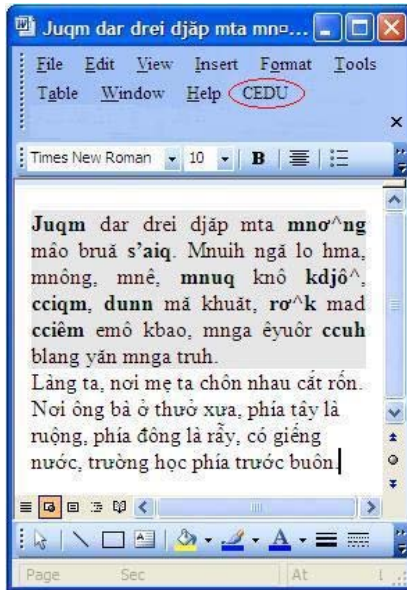 Juqm dar drei djăp mta mn¤...
File Edit View Insert Format Tools
Table Window Help CEDU
Times New Roman 10 B
Juqm dar drei djăp mta mnơ^ng
mâo bruă s'aiq. Mnuih ngă lo hma,
mnông, mnê, mnuq knô kdjô^,
cciqm, dunn mă khuăt, rơ^k mad
cciêm emô kbao, mnga êyuôr ccuh
blang yăn mnga truh.
Làng ta, nơi mẹ ta chôn nhau cắt rốn.
Nơi ông bà ở thưở xưa, phía tây là
ruộng, phía đông là rẫy, có giếng
nước, trường học phía trước buôn.
Page Sec At L